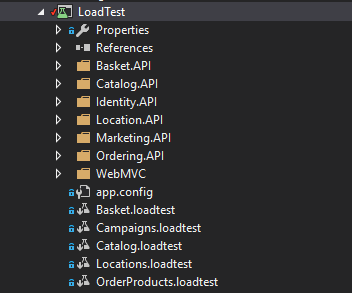 LoadTest
Properties
References
Basket.API
Catalog.API
Identity.API
Location.API
Marketing.API
Ordering.API
WebMVC
app.config
Basket.loadtest
Campaigns.loadtest
Catalog.loadtest
Locations.loadtest
OrderProducts.loadtest